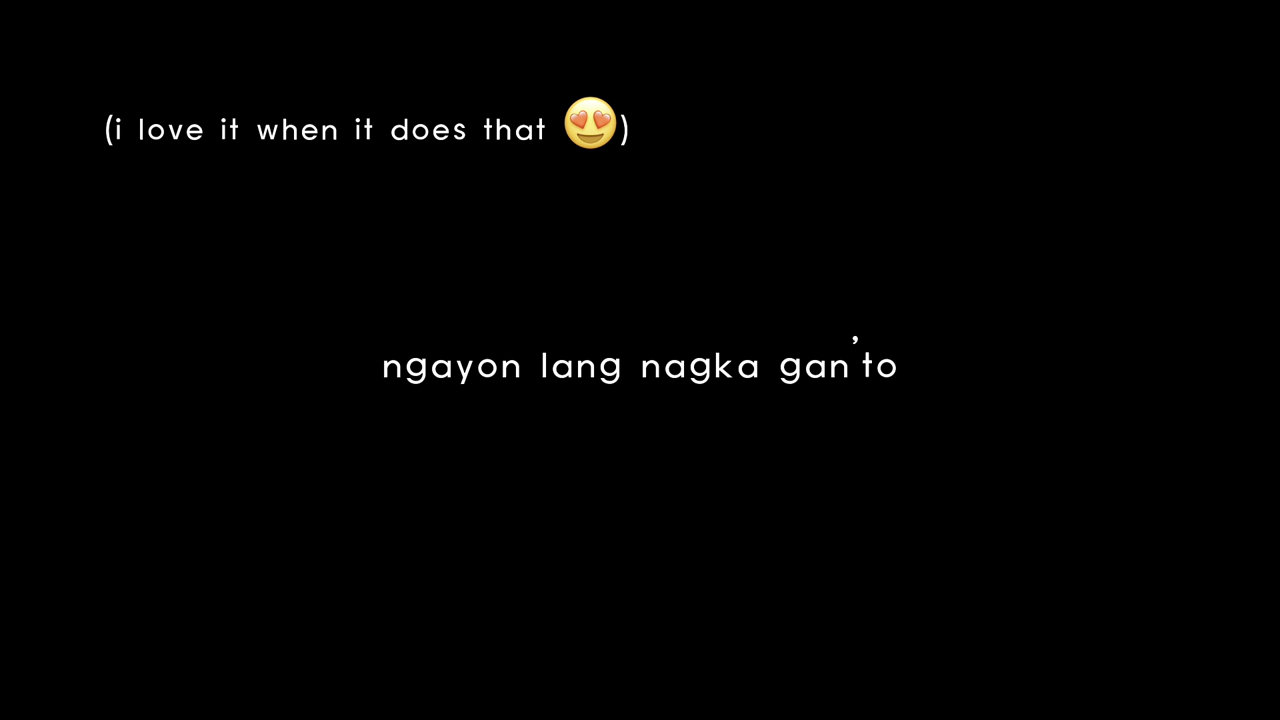 (i love it when it does that 😍)
ngayon lang nagka gan’to